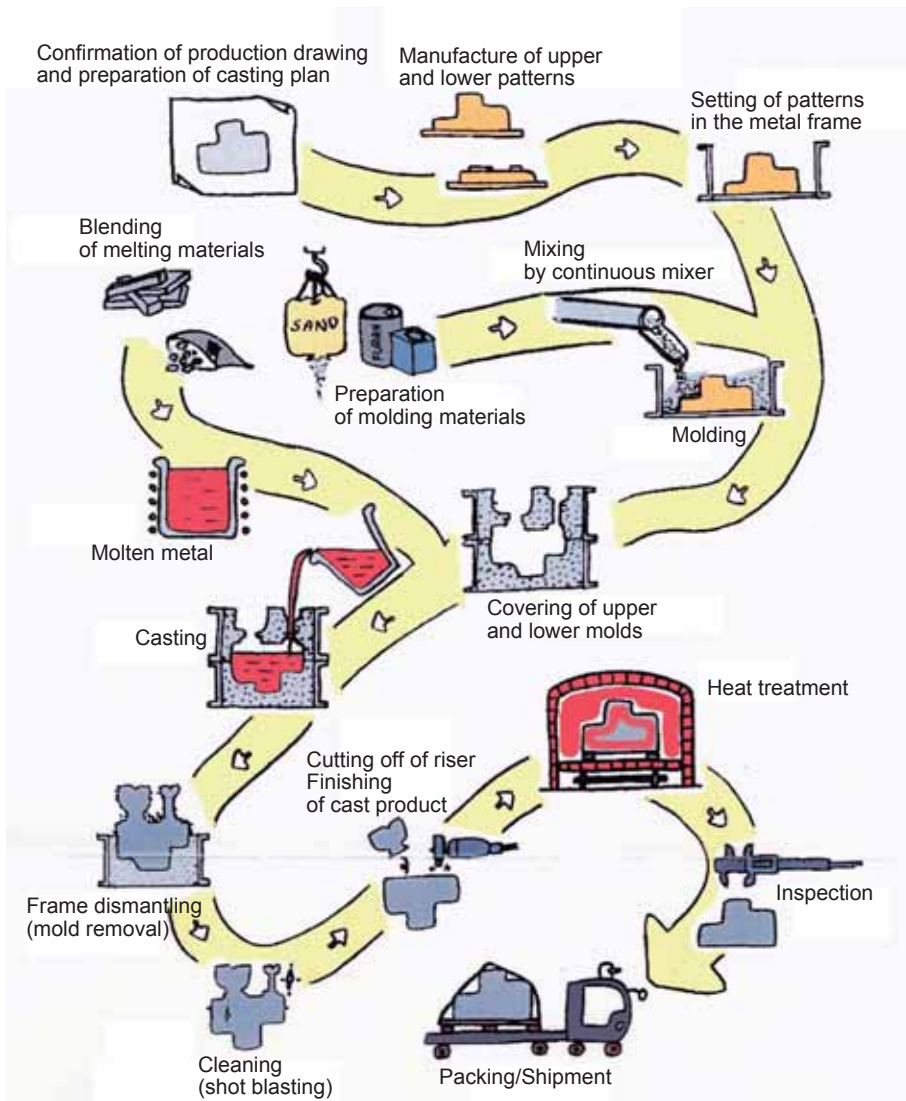 Confirmation of production drawing
and preparation of casting plan
Manufacture of upper
and lower patterns
Setting of patterns
in the metal frame
Blending
of melting materials
Mixing
by continuous mixer
SAND
FURAN
Preparation
of molding materials
Molding
Molten metal
Casting
Covering of upper
and lower molds
Heat treatment
Cutting off of riser
Finishing
of cast product
Inspection
Frame dismantling
(mold removal)
Cleaning
(shot blasting)
Packing/Shipment